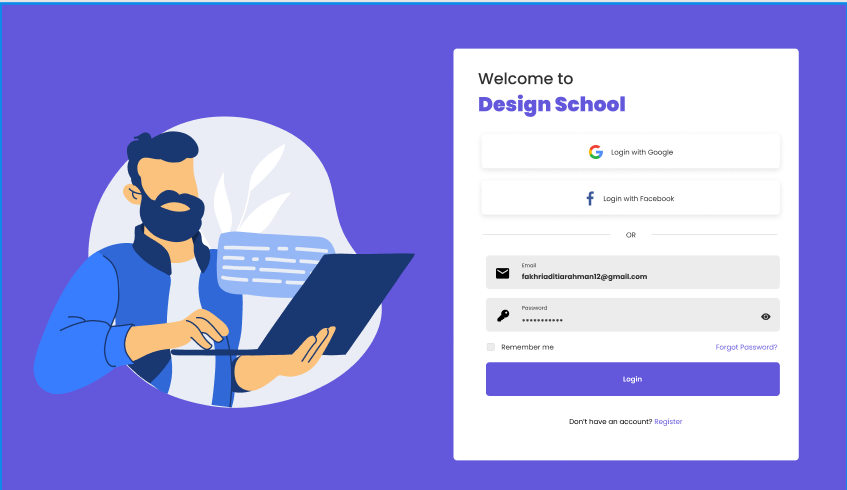 Welcome to
Design School
Login with Google
Login with Facebook
OR
Email
fakhriaditiarahman12@gmail.com
Password
•••••••••••
Remember me
Forgot Password?
Login
Don't have an account? Register